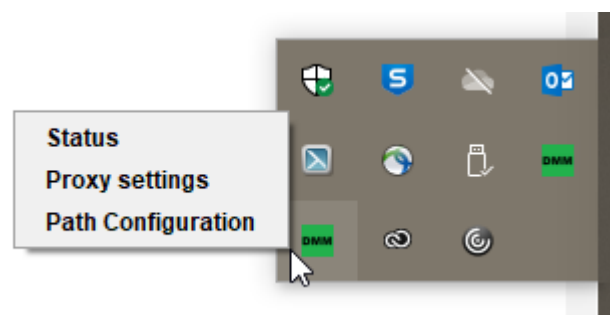 Status
Proxy settings
Path Configuration
S
O
DMM
DMM